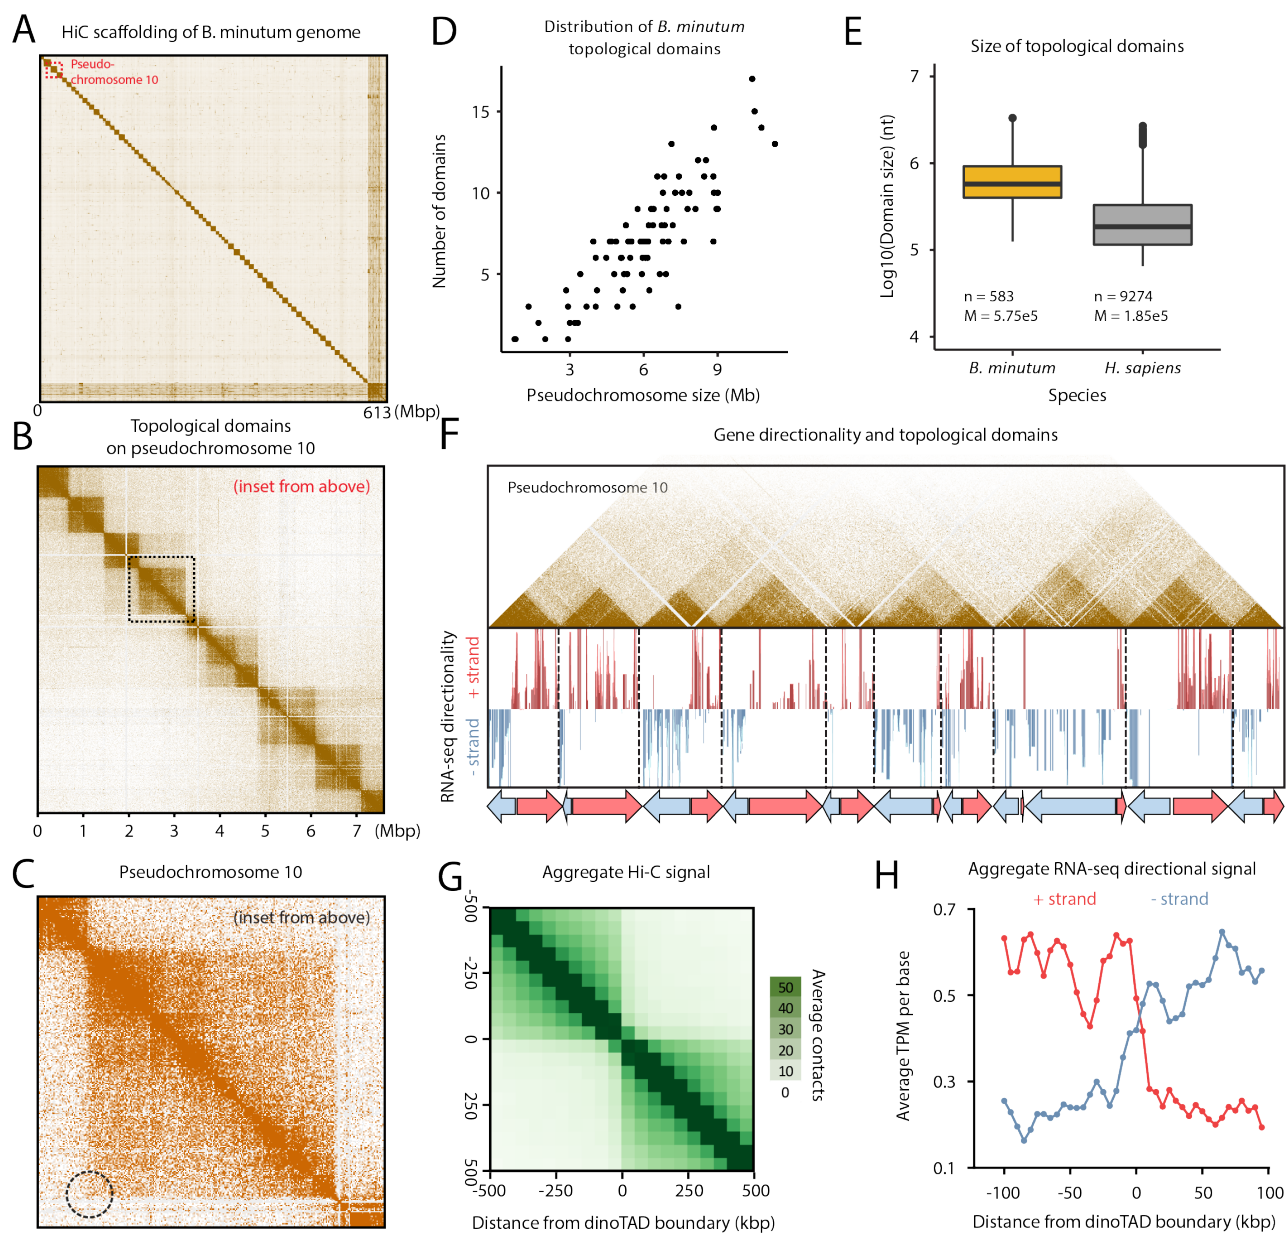 A
HiC scaffolding of B. minutum genome
Pseudo-
chromosome 10
0
613 (Mbp)
B
Topological domains
on pseudochromosome 10
(inset from above)
0 1 2 3 4 5 6 7 (Mbp)
C
Pseudochromosome 10
(inset from above)
D
Distribution of B. minutum
topological domains
Number of domains
15
10
5
3 6 9
Pseudochromosome size (Mb)
E
Size of topological domains
Log10(Domain size) (nt)
7
6
5
4
n = 583
M = 5.75e5
n = 9274
M = 1.85e5
B. minutum H. sapiens
Species
F
Gene directionality and topological domains
Pseudochromosome 10
RNA-seq directionality
+ strand
- strand
G
Aggregate Hi-C signal
-500
-250
0
250
500
-500 -250 0 250 500
Distance from dinoTAD boundary (kbp)
50
40
30
20
10
0
Average contacts
H
Aggregate RNA-seq directional signal
+ strand
- strand
Average TPM per base
0.7
0.5
0.3
0.1
-100 -50 0 50 100
Distance from dinoTAD boundary (kbp)